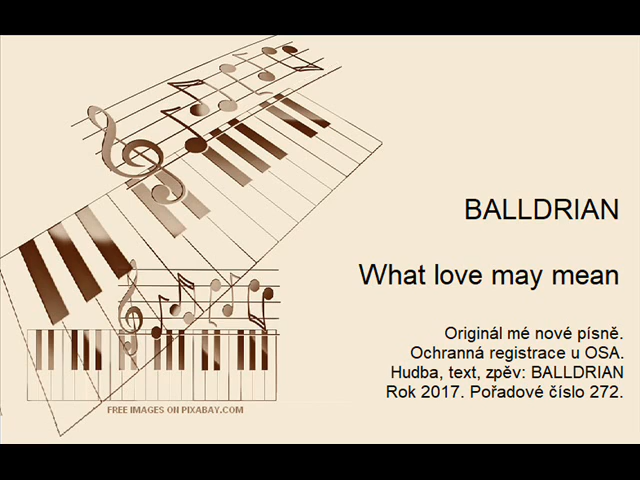 BALLDRIAN
What love may mean
Originál mé nové písně.
Ochranná registrace u OSA.
Hudba, text, zpěv: BALLDRIAN
Rok 2017. Pořadové číslo 272.
FREE IMAGES ON PIXABAY.COM